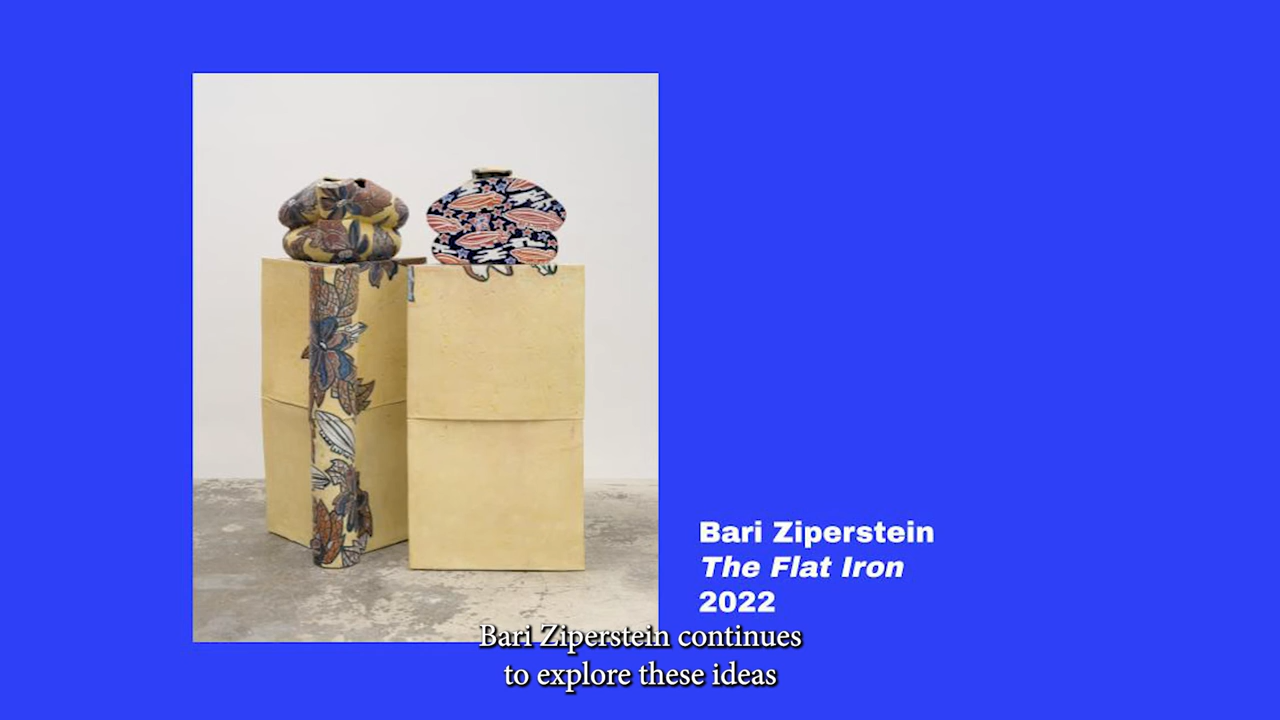 Bari Ziperstein
The Flat Iron
2022
Bari Ziperstein continues
to explore these ideas